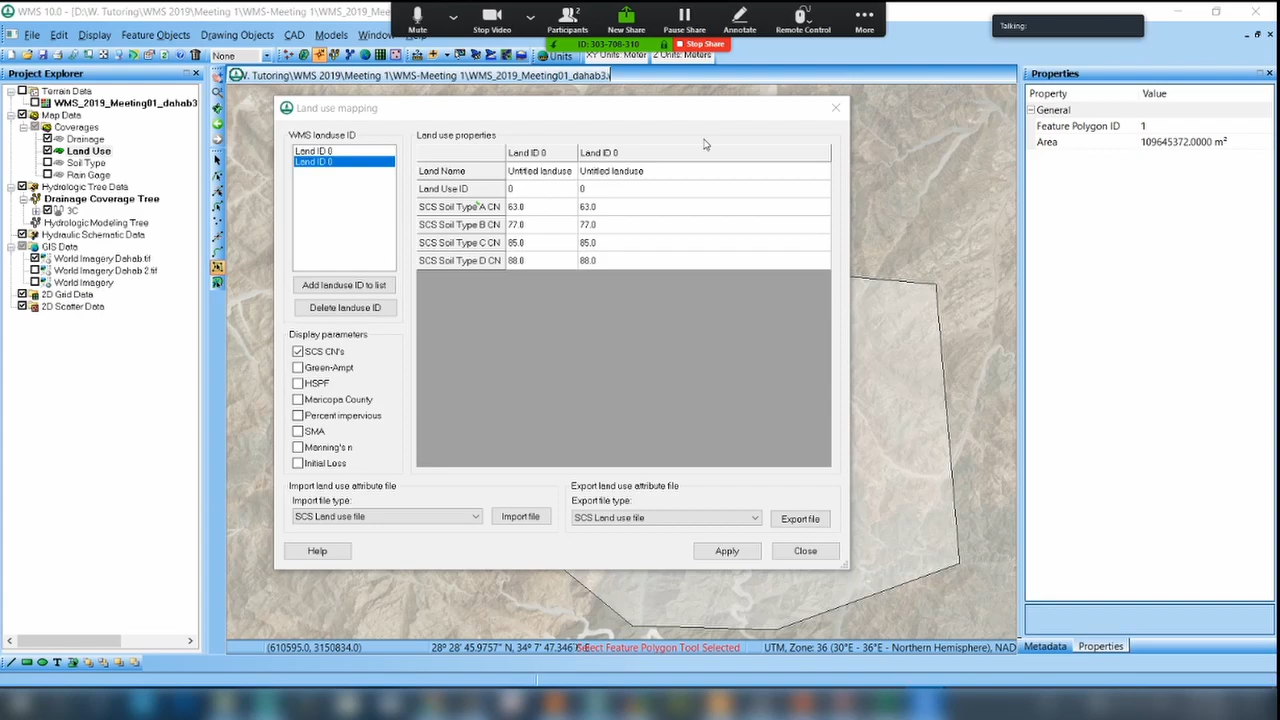 WMS 10.0 - [D:\W. Tutoring\WMS 2019\Meeting 1\WMS-Meeting 1\WMS_2019_Me
Mute
Stop Video
Participants
New Share
Pause Share
Annotate
Remote Control
More
Talking:
File Edit Display Feature Objects Drawing Objects CAD Models Window
ID: 303-708-310
Stop Share
None
Units
XY Units: Meter
Z Units: Meters
Project Explorer
W. Tutoring\WMS 2019\Meeting 1\WMS-Meeting 1\WMS_2019_Meeting01_dahab3.
Terrain Data
WMS_2019_Meeting01_dahab3
Map Data
Coverages
Drainage
Land Use
Soil Type
Rain Gage
Hydrologic Tree Data
Drainage Coverage Tree
3C
Hydrologic Modeling Tree
Hydraulic Schematic Data
GIS Data
World Imagery Dahab.tif
World Imagery Dahab 2.tif
World Imagery
2D Grid Data
2D Scatter Data
Land use mapping
WMS landuse ID
Land ID 0
Land ID 0
Add landuse ID to list
Delete landuse ID
Display parameters
SCS CN's
Green-Ampt
HSPF
Maricopa County
Percent impervious
SMA
Manning's n
Initial Loss
Land use properties
Land ID 0 Land ID 0
Land Name Untitled landuse Untitled landuse
Land Use ID 0 0
SCS Soil Type A CN 63.0 63.0
SCS Soil Type B CN 77.0 77.0
SCS Soil Type C CN 85.0 85.0
SCS Soil Type D CN 88.0 88.0
Import land use attribute file
Import file type:
SCS Land use file
Import file
Export land use attribute file
Export file type:
SCS Land use file
Export file
Help
Apply
Close
Properties
Property Value
General
Feature Polygon ID 1
Area 109645372.0000 m²
Metadata
Properties
(610595.0, 3150834.0)
28º 28' 45.9757" N, 34º 7' 47.346
Select Feature Polygon Tool Selected
UTM, Zone: 36 (30°E - 36°E - Northern Hemisphere), NAD